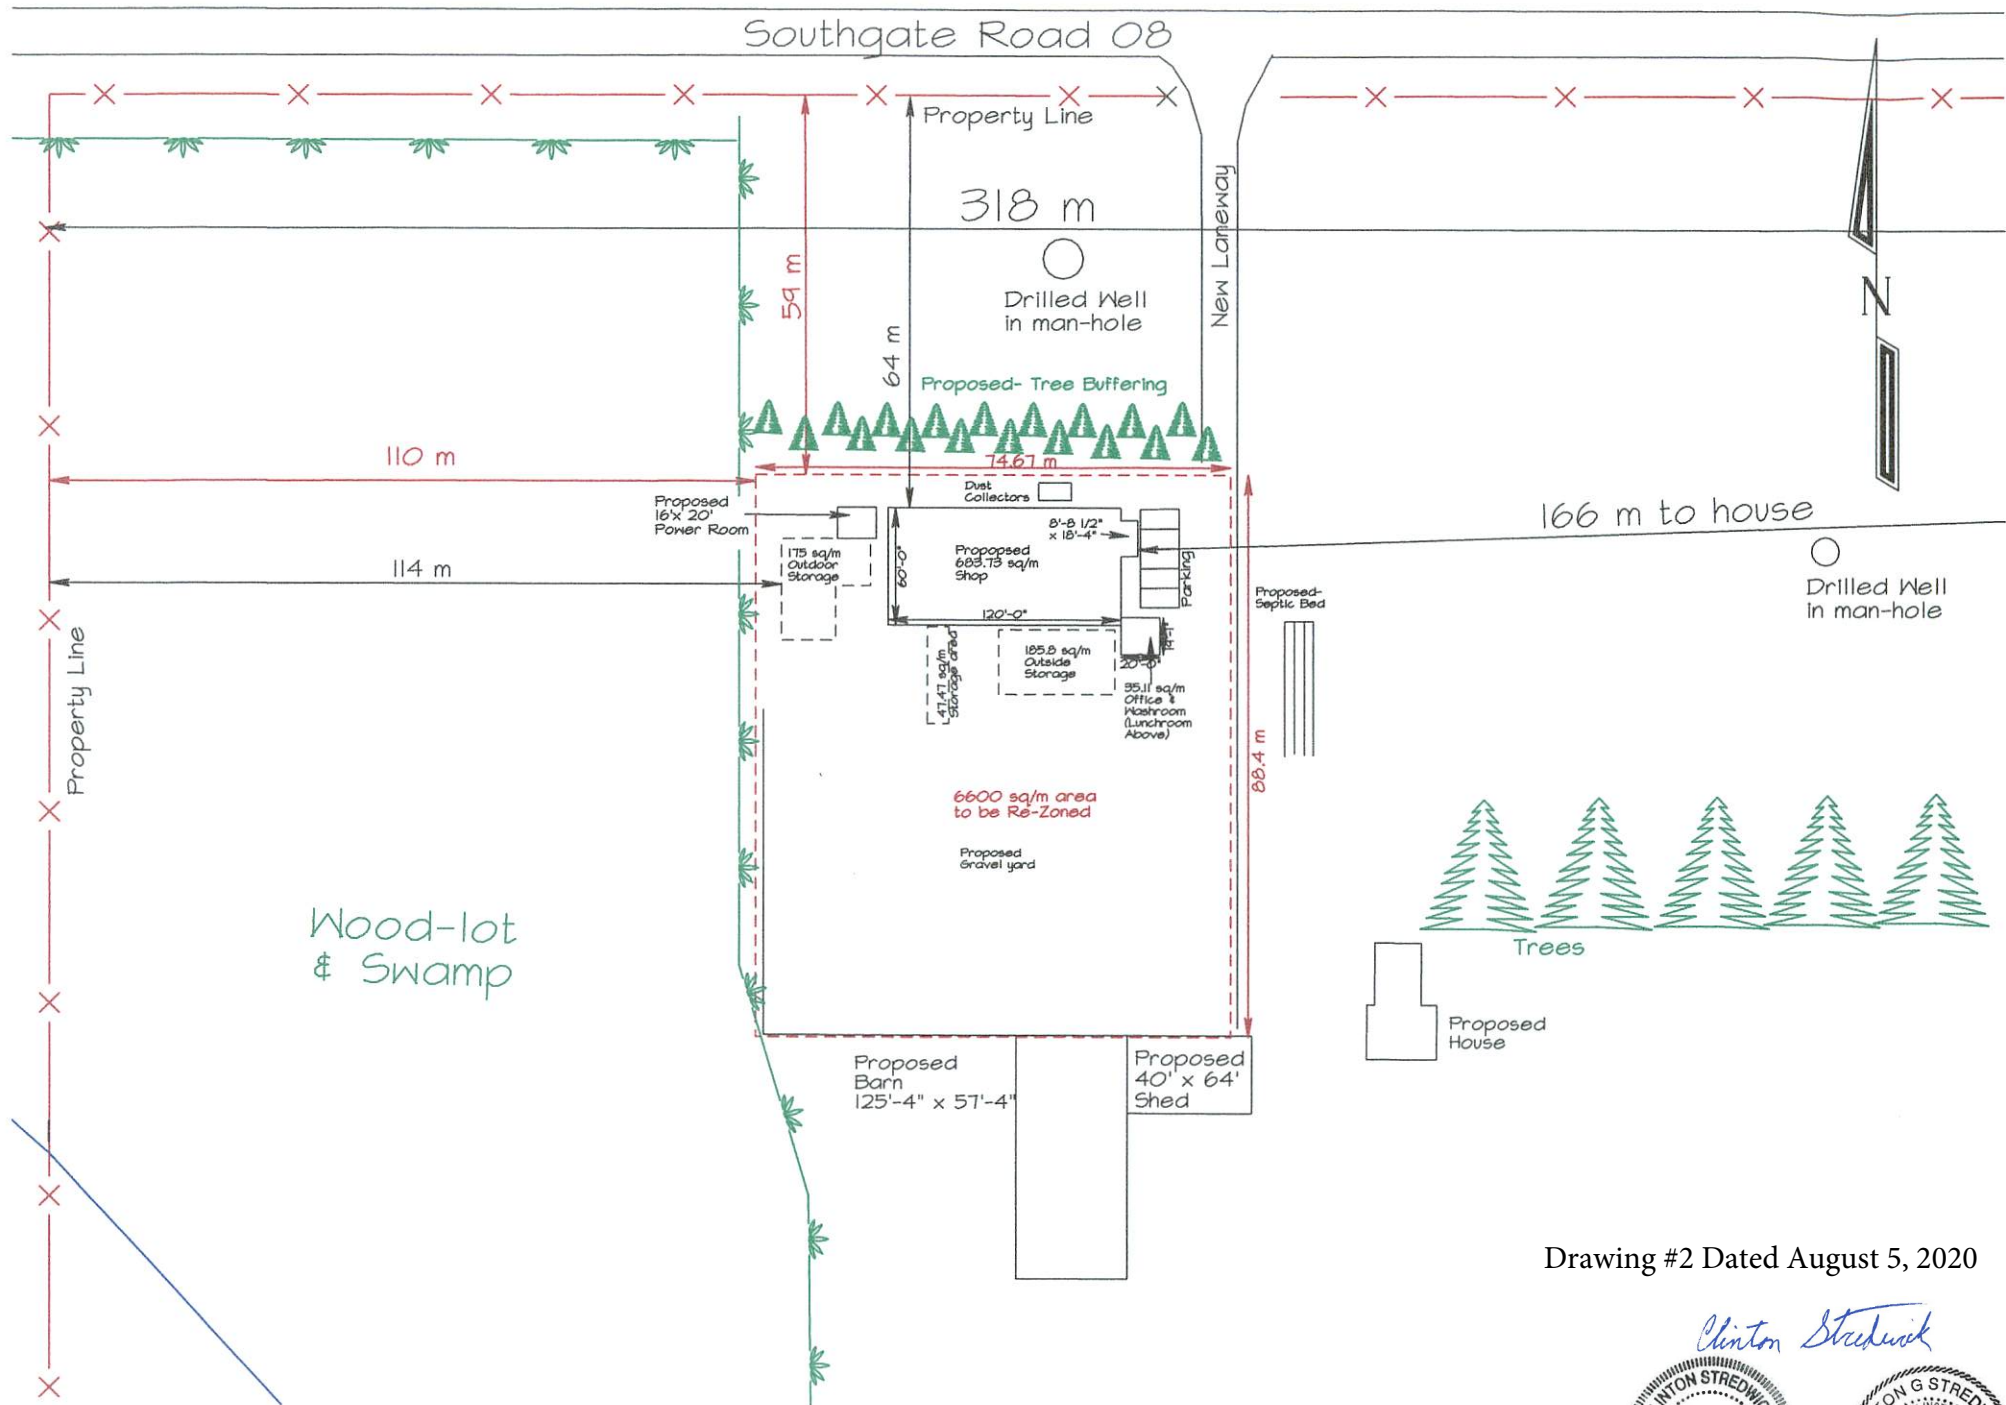 Southgate Road 08
Property Line
318 m
Drilled Well
in man-hole
New Laneway
59 m
64 m
N
Proposed- Tree Buffering
74.67 m
110 m
Dust
Collectors
Proposed
16'x 20'
Power Room
8'-8 1/2"
x 18'-4"
166 m to house
Drilled Well
in man-hole
175 sq/m
Outdoor
Storage
60'-0"
Propopsed
683.73 sq/m
Shop
Parking
114 m
120'-0"
Proposed-
Septic Bed
Property Line
47.47 sq/m
Storage area
185.8 sq/m
Outside
Storage
20'-0"
35.11 sq/m
Office &
Washroom
(Lunchroom
Above)
88.4 m
6600 sq/m area
to be Re-Zoned
Proposed
Gravel yard
Wood-lot
& Swamp
Trees
Proposed
House
Proposed
Barn
125'-4" x 57'-4"
Proposed
40' x 64'
Shed
Drawing #2 Dated August 5, 2020
Clinton Stredwick